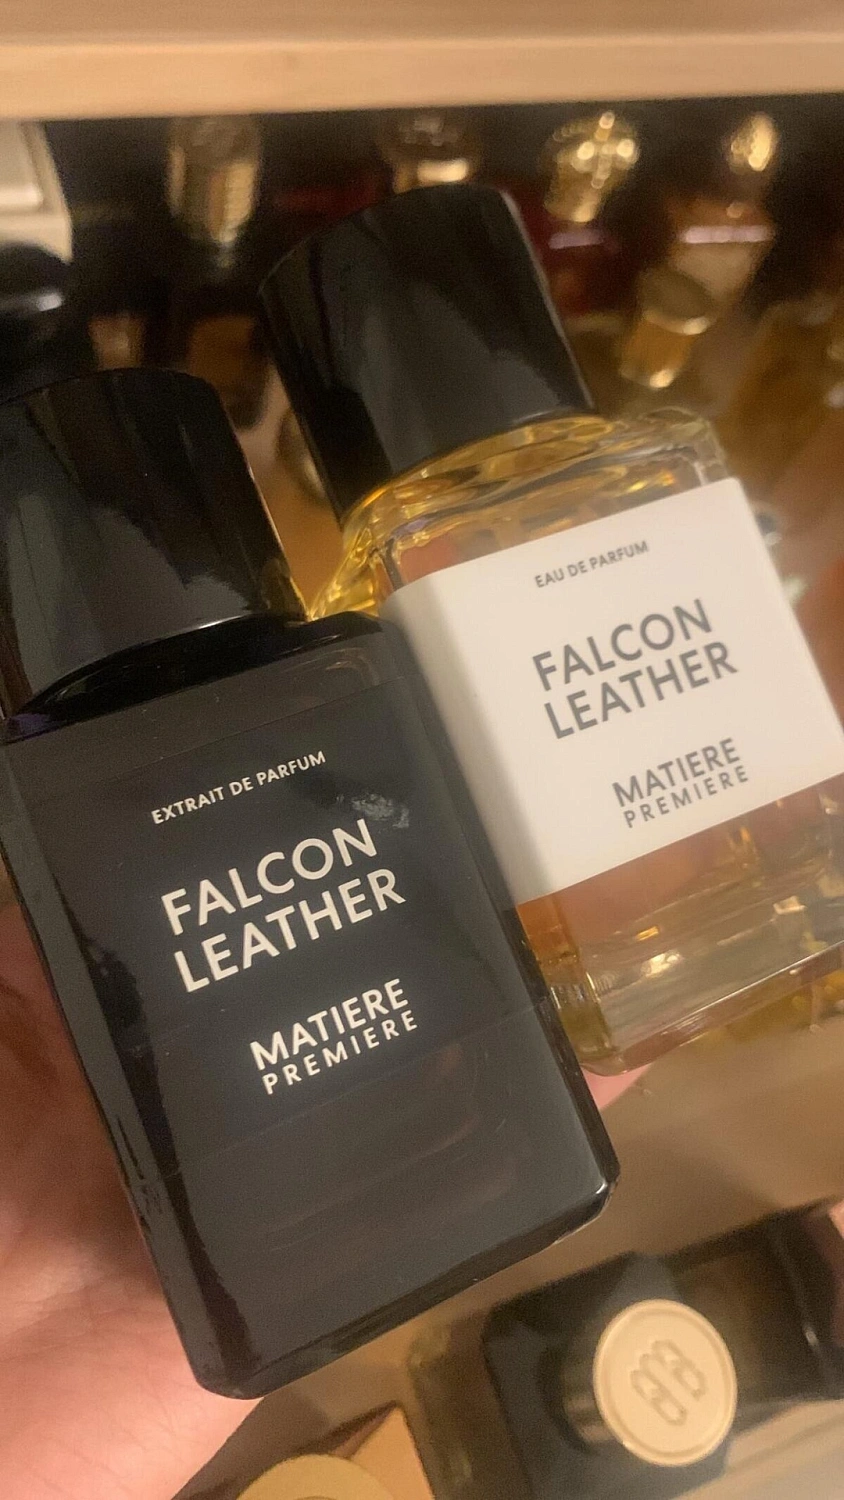 EXTRAIT DE PARFUM
FALCON
LEATHER
MATIERE
PREMIERE
EAU DE PARFUM
FALCON
LEATHER
MATIERE
PREMIERE